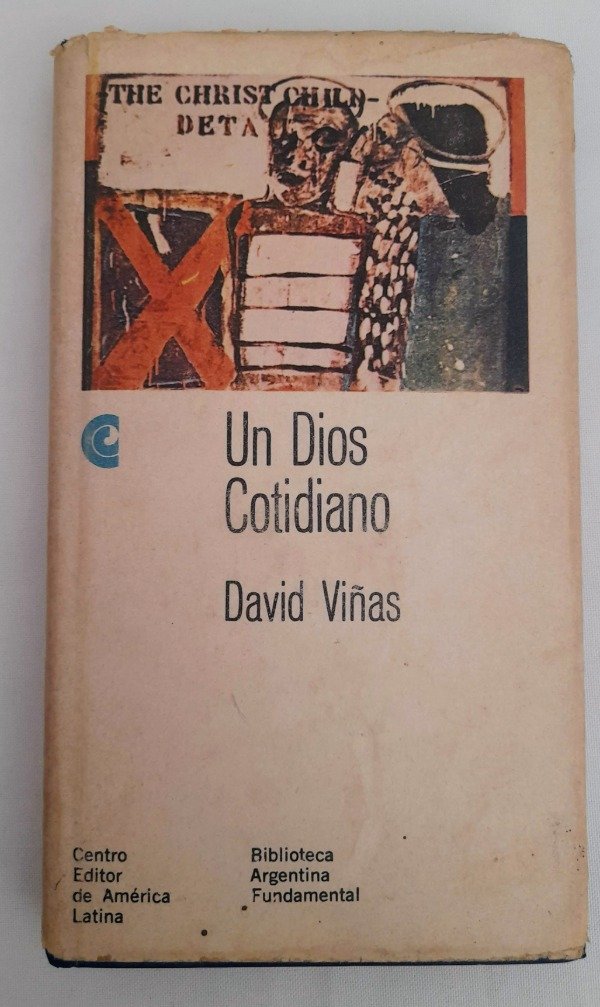 THE CHRIST CHILD-
DETA
Un Dios
Cotidiano
David Viñas
Centro
Editor
de América
Latina
Biblioteca
Argentina
Fundamental